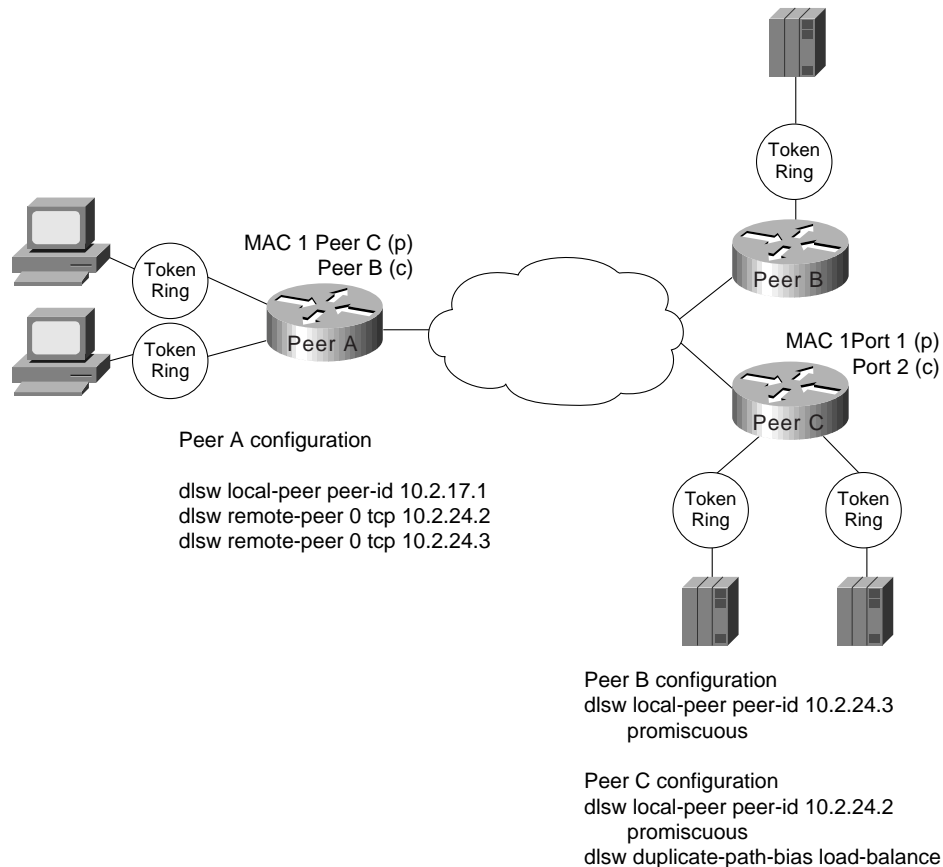 Token
Ring
MAC 1 Peer C (p)
Peer B (c)
Token
Ring
Peer B
Peer A
Token
Ring
MAC 1Port 1 (p)
Port 2 (c)
Peer C
Peer A configuration
dlsw local-peer peer-id 10.2.17.1
dlsw remote-peer 0 tcp 10.2.24.2
dlsw remote-peer 0 tcp 10.2.24.3
Token
Ring
Token
Ring
Peer B configuration
dlsw local-peer peer-id 10.2.24.3
promiscuous
Peer C configuration
dlsw local-peer peer-id 10.2.24.2
promiscuous
dlsw duplicate-path-bias load-balance